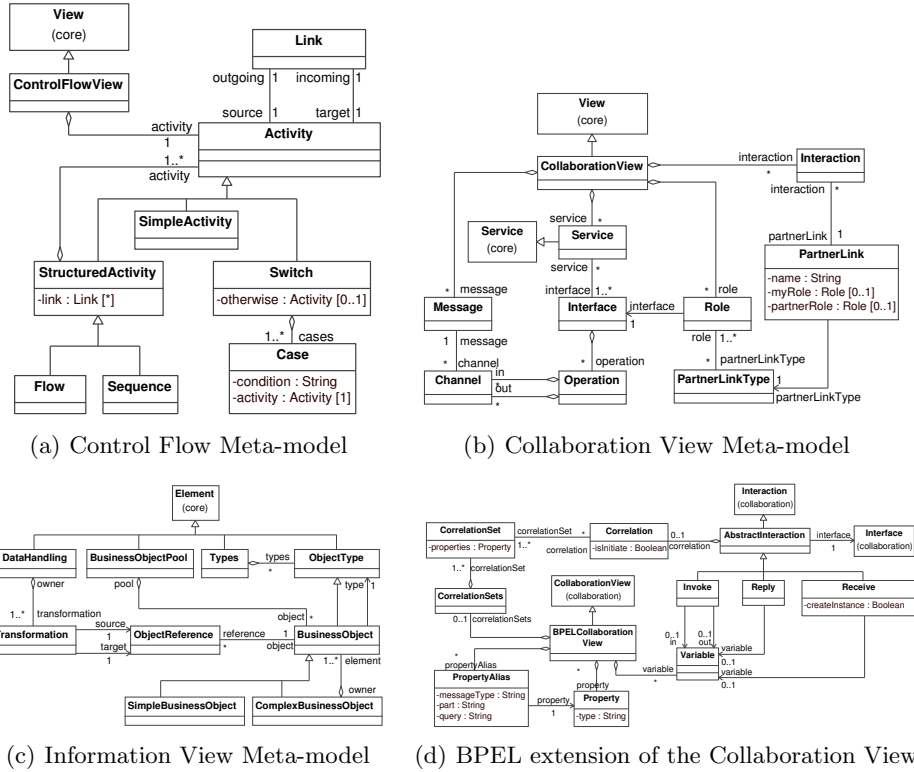 View
(core)
ControlFlowView
Link
outgoing 1 incoming 1
source 1 target 1
activity
1
Activity
1..*
activity
SimpleActivity
StructuredActivity
-link : Link [*]
Switch
-otherwise : Activity [0..1]
1..* cases
Case
-condition : String
-activity : Activity [1]
Flow
Sequence
(a) Control Flow Meta-model
View
(core)
CollaborationView
interaction
*
Interaction
interaction *
service *
Service
(core)
Service
service *
partnerLink 1
PartnerLink
-name : String
-myRole : Role [0..1]
-partnerRole : Role [0..1]
* message
interface 1..*
* role
Message
Interface
interface
1
Role
1 message
role 1..*
* channel
* operation
* partnerLinkType
Channel
in
*
out
*
Operation
PartnerLinkType
1
partnerLinkType
(b) Collaboration View Meta-model
Element
(core)
DataHandling
BusinessObjectPool
Types
types
*
ObjectType
owner
pool
type 1
1..* transformation
object *
Transformation
source
1
target
1
ObjectReference
reference
*
1
object
BusinessObject
1..* element
owner
SimpleBusinessObject
ComplexBusinessObject
(c) Information View Meta-model
Interaction
(collaboration)
CorrelationSet
-properties : Property
correlationSet
1..*
*
correlation
Correlation
-isInitiate : Boolean
0..1
correlation
AbstractInteraction
interface
1
Interface
(collaboration)
1..* correlationSet
CollaborationView
(collaboration)
Invoke
Reply
Receive
-createInstance : Boolean
CorrelationSets
0..1 correlationSets
BPELCollaboration
View
0..1
in
0..1
out
Variable
variable
0..1
variable
0..1
variable
*
* propertyAlias
* property
PropertyAlias
-messageType : String
-part : String
-query : String
property
1
Property
-type : String
(d) BPEL extension of the Collaboration View